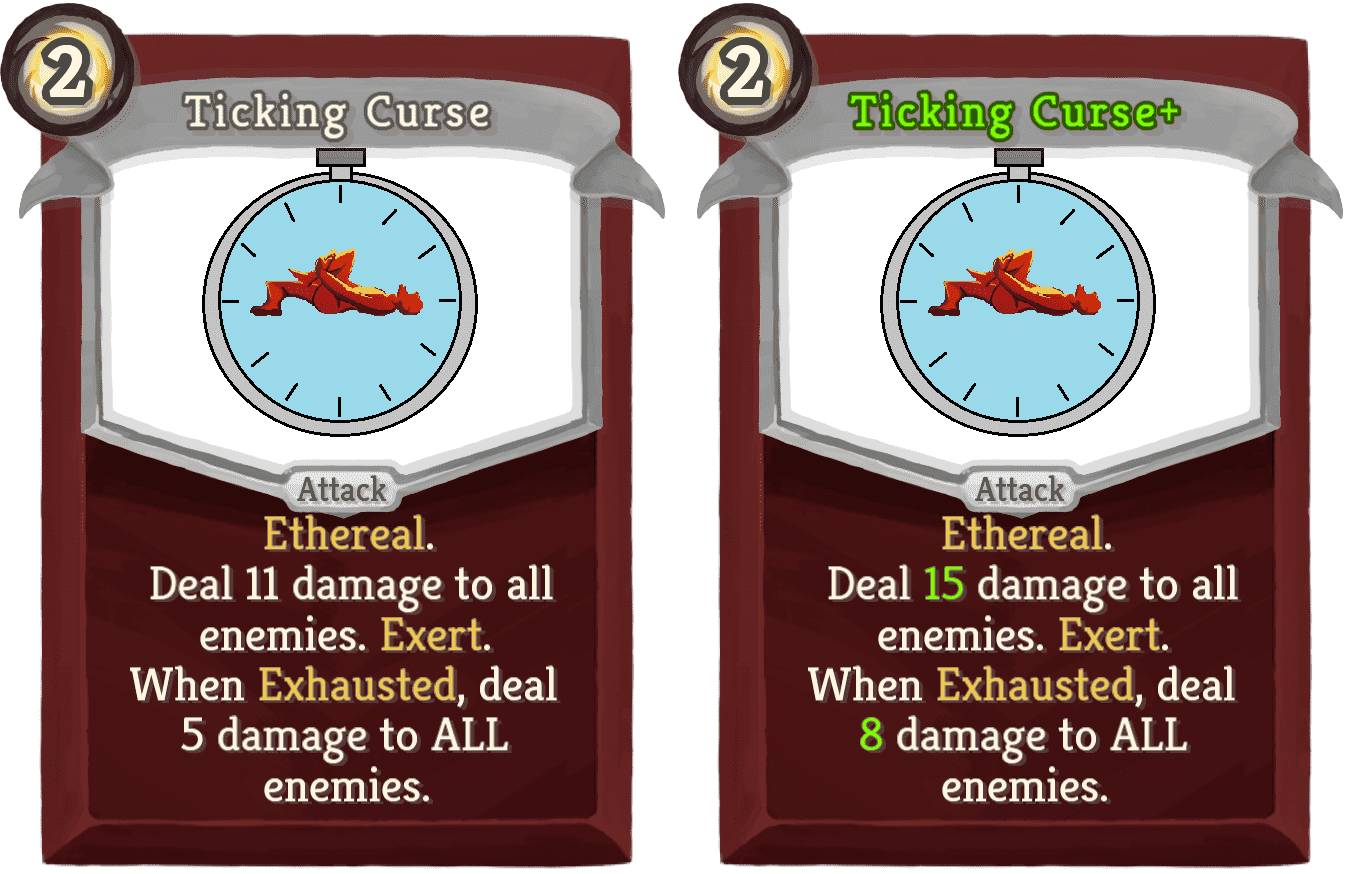 2
Ticking Curse
Attack
Ethereal.
Deal 11 damage to all
enemies. Exert.
When Exhausted, deal
5 damage to ALL
enemies.
2
Ticking Curse+
Attack
Ethereal.
Deal 15 damage to all
enemies. Exert.
When Exhausted, deal
8 damage to ALL
enemies.